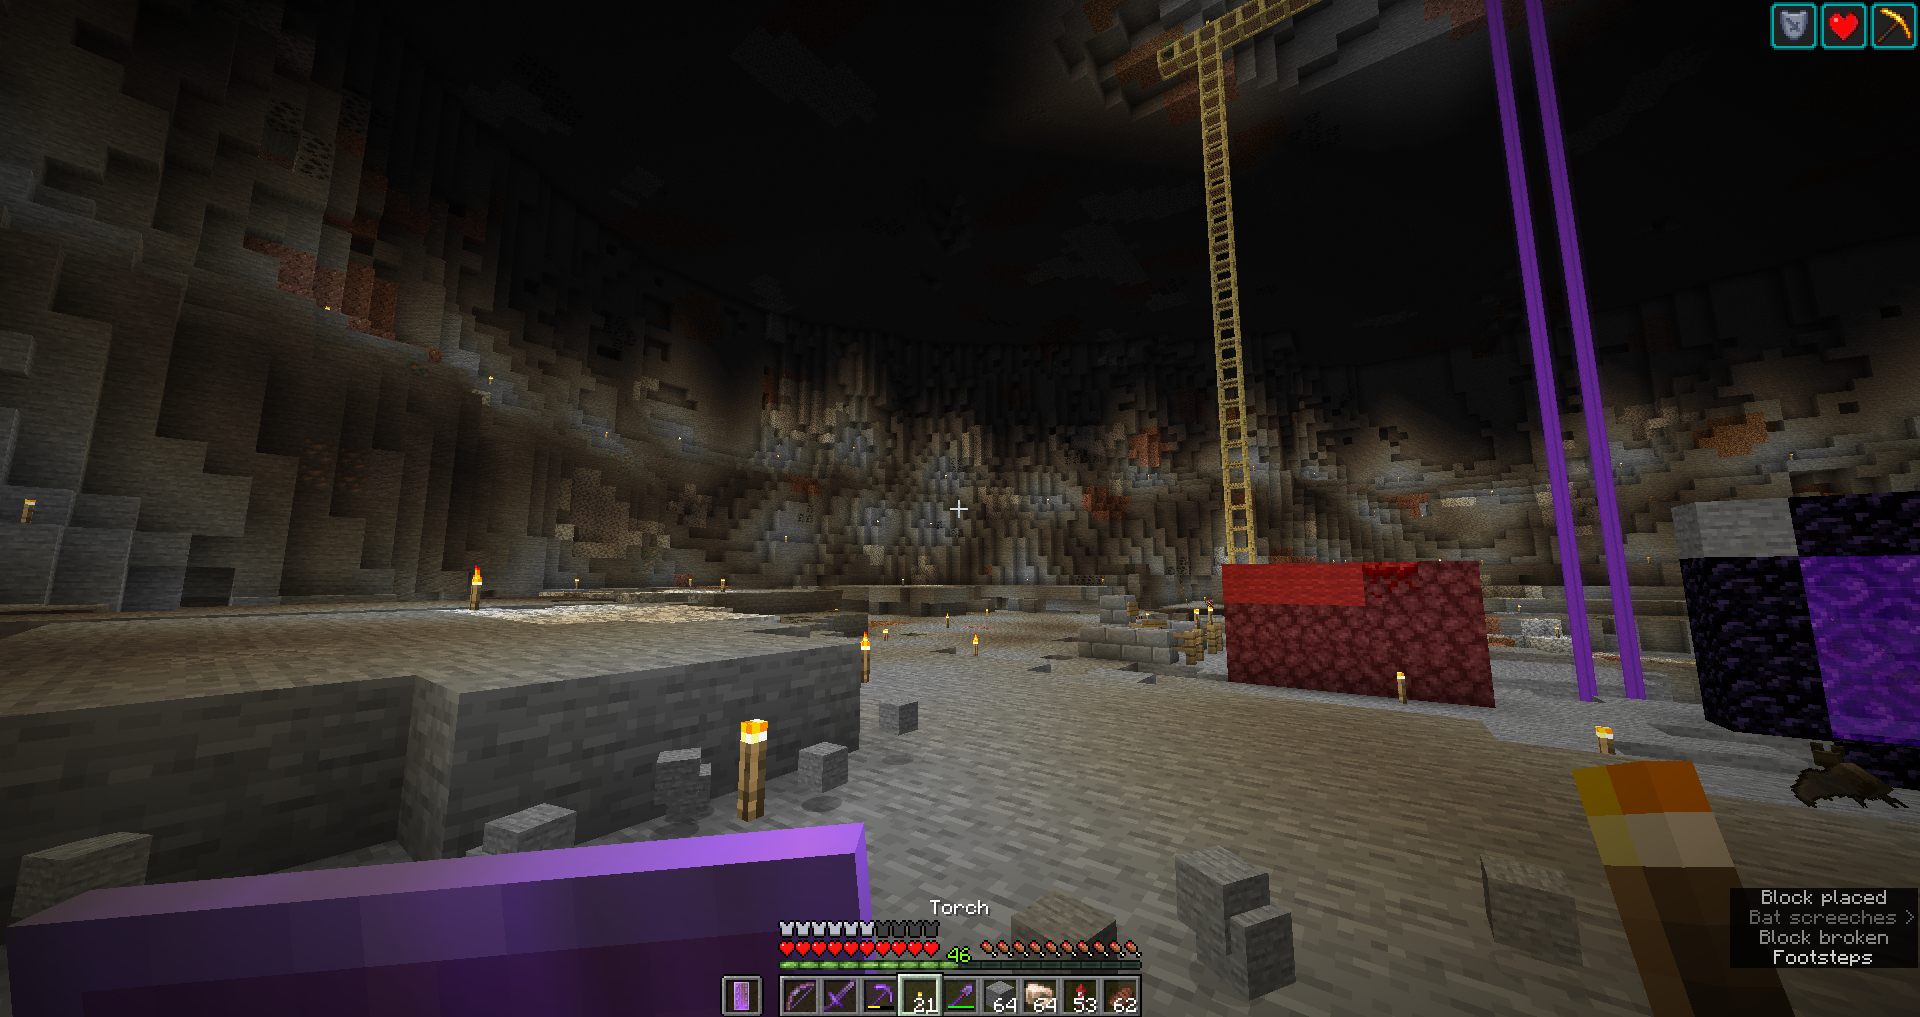 Block placed
Bat screeches >
Block broken
Footsteps
Torch
46
21
64
64
53
62